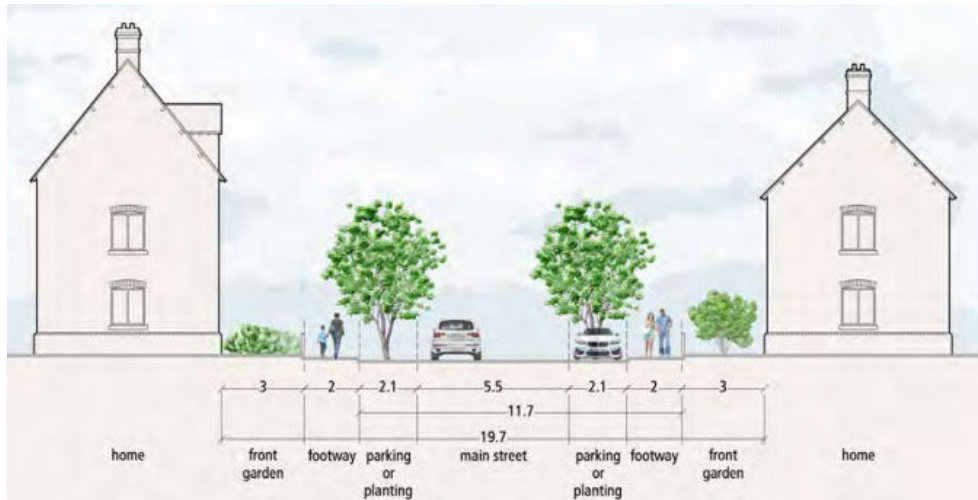 3 2 2.1 5.5 2.1 2 3
11.7
19.7
home front garden footway parking or planting main street parking or planting footway front garden home